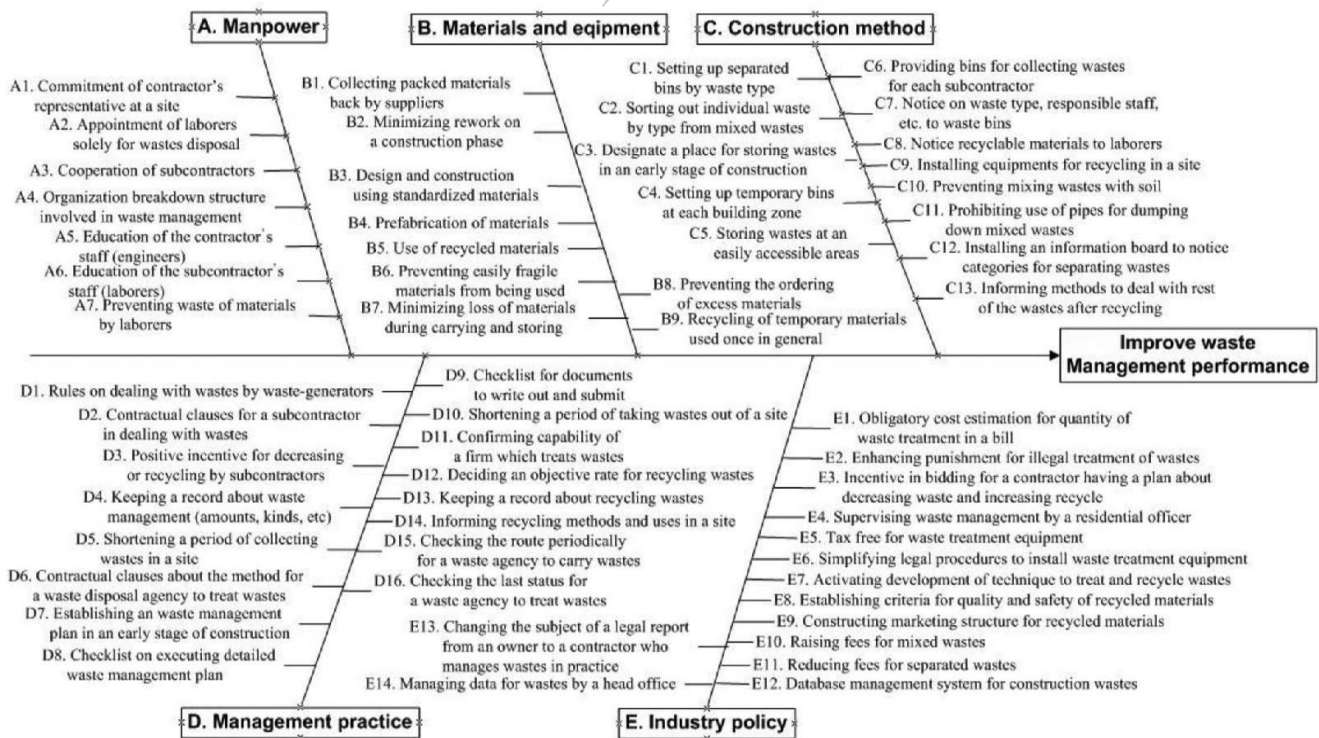 A. Manpower
B. Materials and eqipment
C. Construction method
A1. Commitment of contractor's
representative at a site
A2. Appointment of laborers
solely for wastes disposal
A3. Cooperation of subcontractors
A4. Organization breakdown structure
involved in waste management
A5. Education of the contractor's
staff (engineers)
A6. Education of the subcontractor's
staff (laborers)
A7. Preventing waste of materials
by laborers
B1. Collecting packed materials
back by suppliers
B2. Minimizing rework on
a construction phase
B3. Design and construction
using standardized materials
B4. Prefabrication of materials
B5. Use of recycled materials
B6. Preventing easily fragile
materials from being used
B7. Minimizing loss of materials
during carrying and storing
B8. Preventing the ordering
of excess materials
B9. Recycling of temporary materials
used once in general
C1. Setting up separated
bins by waste type
C2. Sorting out individual waste
by type from mixed wastes
C3. Designate a place for storing wastes
in an early stage of construction
C4. Setting up temporary bins
at each building zone
C5. Storing wastes at an
easily accessible areas
C6. Providing bins for collecting wastes
for each subcontractor
C7. Notice on waste type, responsible staff,
etc. to waste bins
C8. Notice recyclable materials to laborers
C9. Installing equipments for recycling in a site
C10. Preventing mixing wastes with soil
C11. Prohibiting use of pipes for dumping
down mixed wastes
C12. Installing an information board to notice
categories for separating wastes
C13. Informing methods to deal with rest
of the wastes after recycling
Improve waste
Management performance
D1. Rules on dealing with wastes by waste-generators
D2. Contractual clauses for a subcontractor
in dealing with wastes
D3. Positive incentive for decreasing
or recycling by subcontractors
D4. Keeping a record about waste
management (amounts, kinds, etc)
D5. Shortening a period of collecting
wastes in a site
D6. Contractual clauses about the method for
a waste disposal agency to treat wastes
D7. Establishing an waste management
plan in an early stage of construction
D8. Checklist on executing detailed
waste management plan
D9. Checklist for documents
to write out and submit
D10. Shortening a period of taking wastes out of a site
D11. Confirming capability of
a firm which treats wastes
D12. Deciding an objective rate for recycling wastes
D13. Keeping a record about recycling wastes
D14. Informing recycling methods and uses in a site
D15. Checking the route periodically
for a waste agency to carry wastes
D16. Checking the last status for
a waste agency to treat wastes
E13. Changing the subject of a legal report
from an owner to a contractor who
manages wastes in practice
E14. Managing data for wastes by a head office
E1. Obligatory cost estimation for quantity of
waste treatment in a bill
E2. Enhancing punishment for illegal treatment of wastes
E3. Incentive in bidding for a contractor having a plan about
decreasing waste and increasing recycle
E4. Supervising waste management by a residential officer
E5. Tax free for waste treatment equipment
E6. Simplifying legal procedures to install waste treatment equipment
E7. Activating development of technique to treat and recycle wastes
E8. Establishing criteria for quality and safety of recycled materials
E9. Constructing marketing structure for recycled materials
E10. Raising fees for mixed wastes
E11. Reducing fees for separated wastes
E12. Database management system for construction wastes
D. Management practice
E. Industry policy